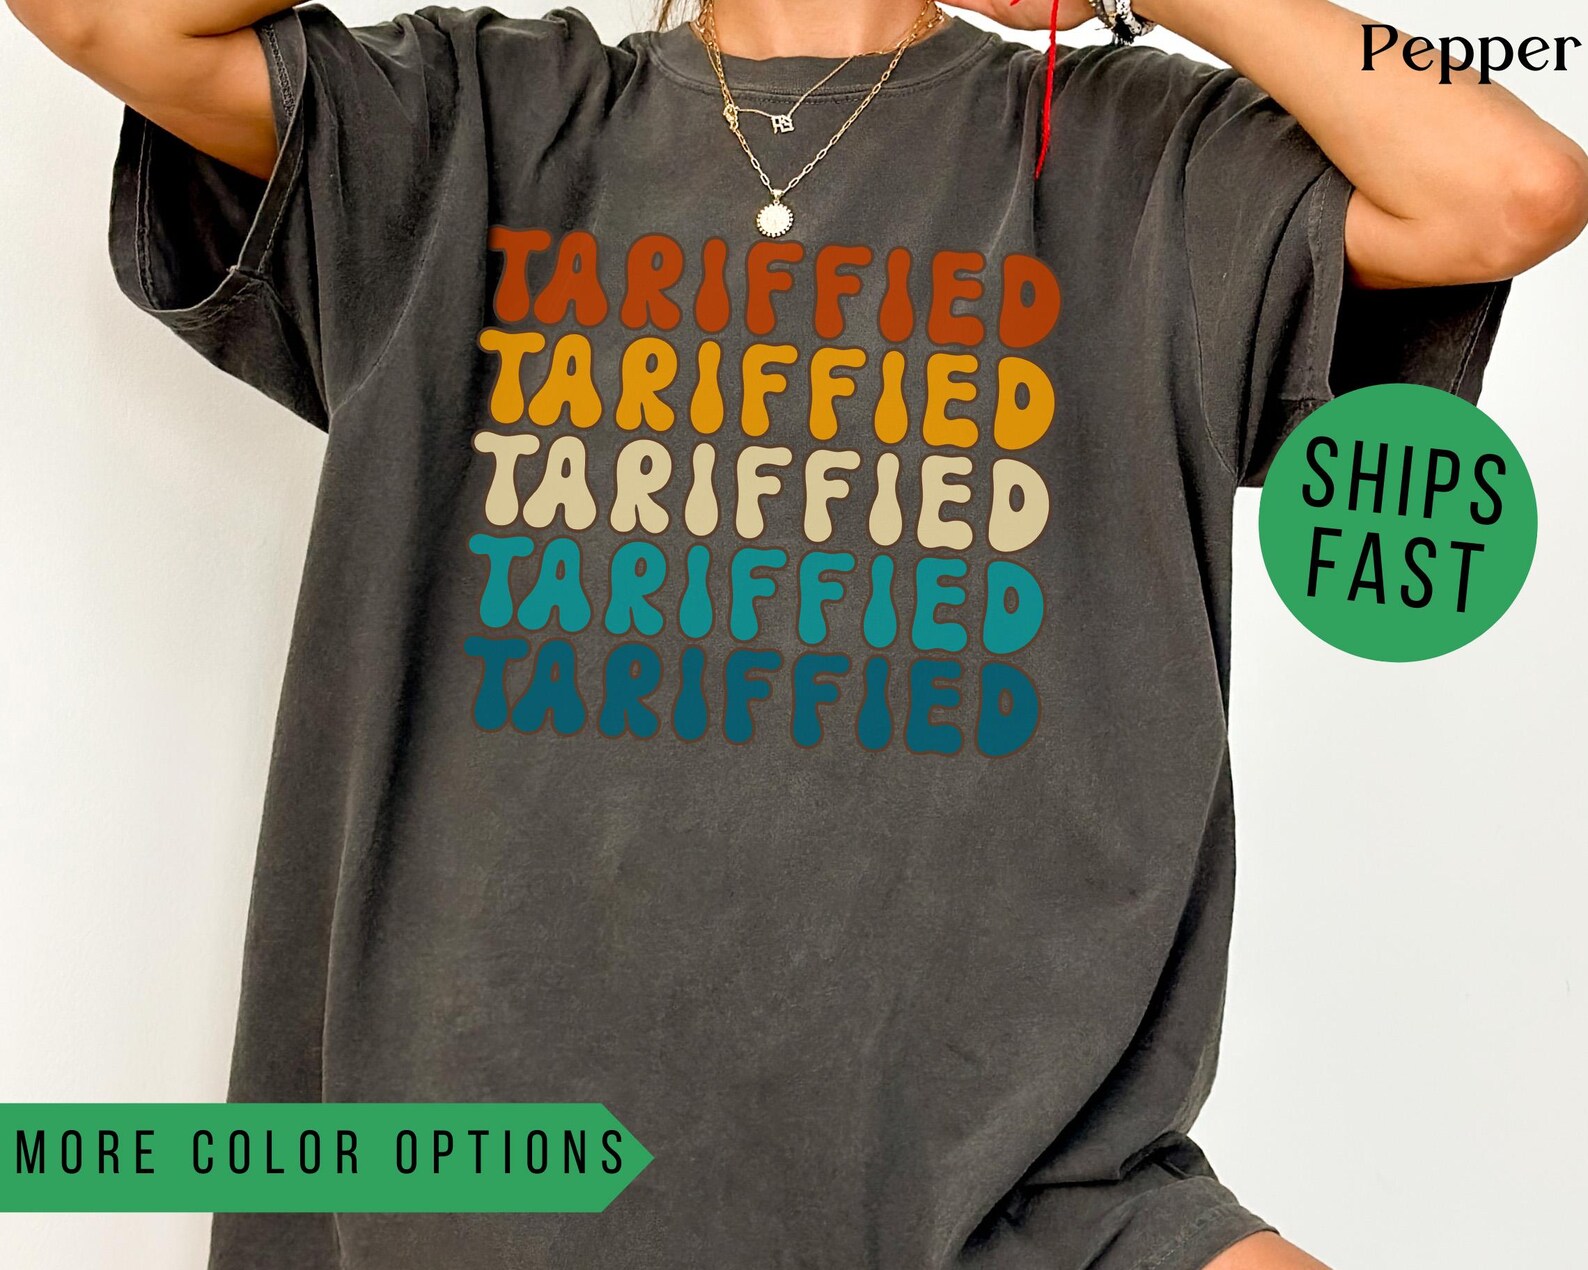 Pepper
TARIFFIED
TARIFFIED
TARIFFIED
TARIFFIED
TARIFFIED
SHIPS
FAST
MORE COLOR OPTIONS